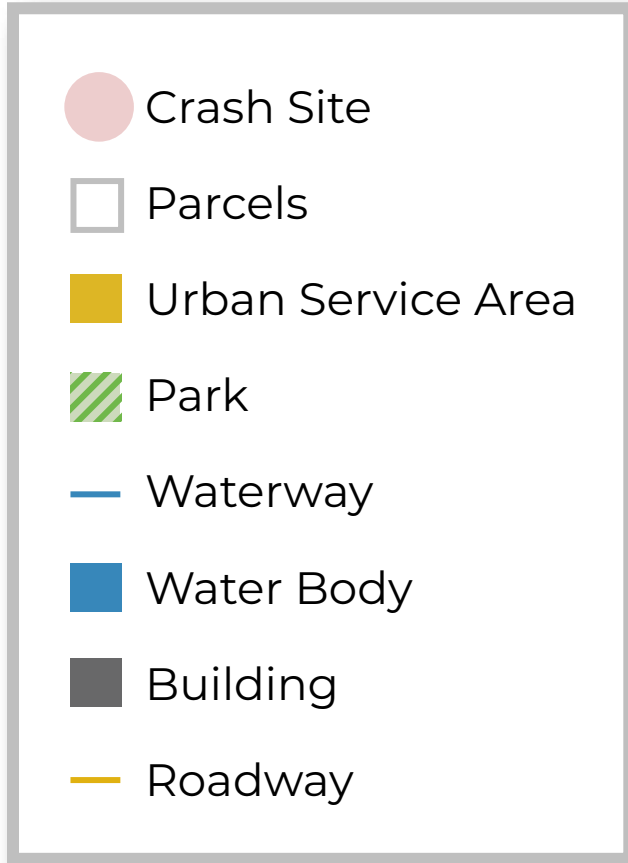 Crash Site
Parcels
Urban Service Area
Park
Waterway
Water Body
Building
Roadway